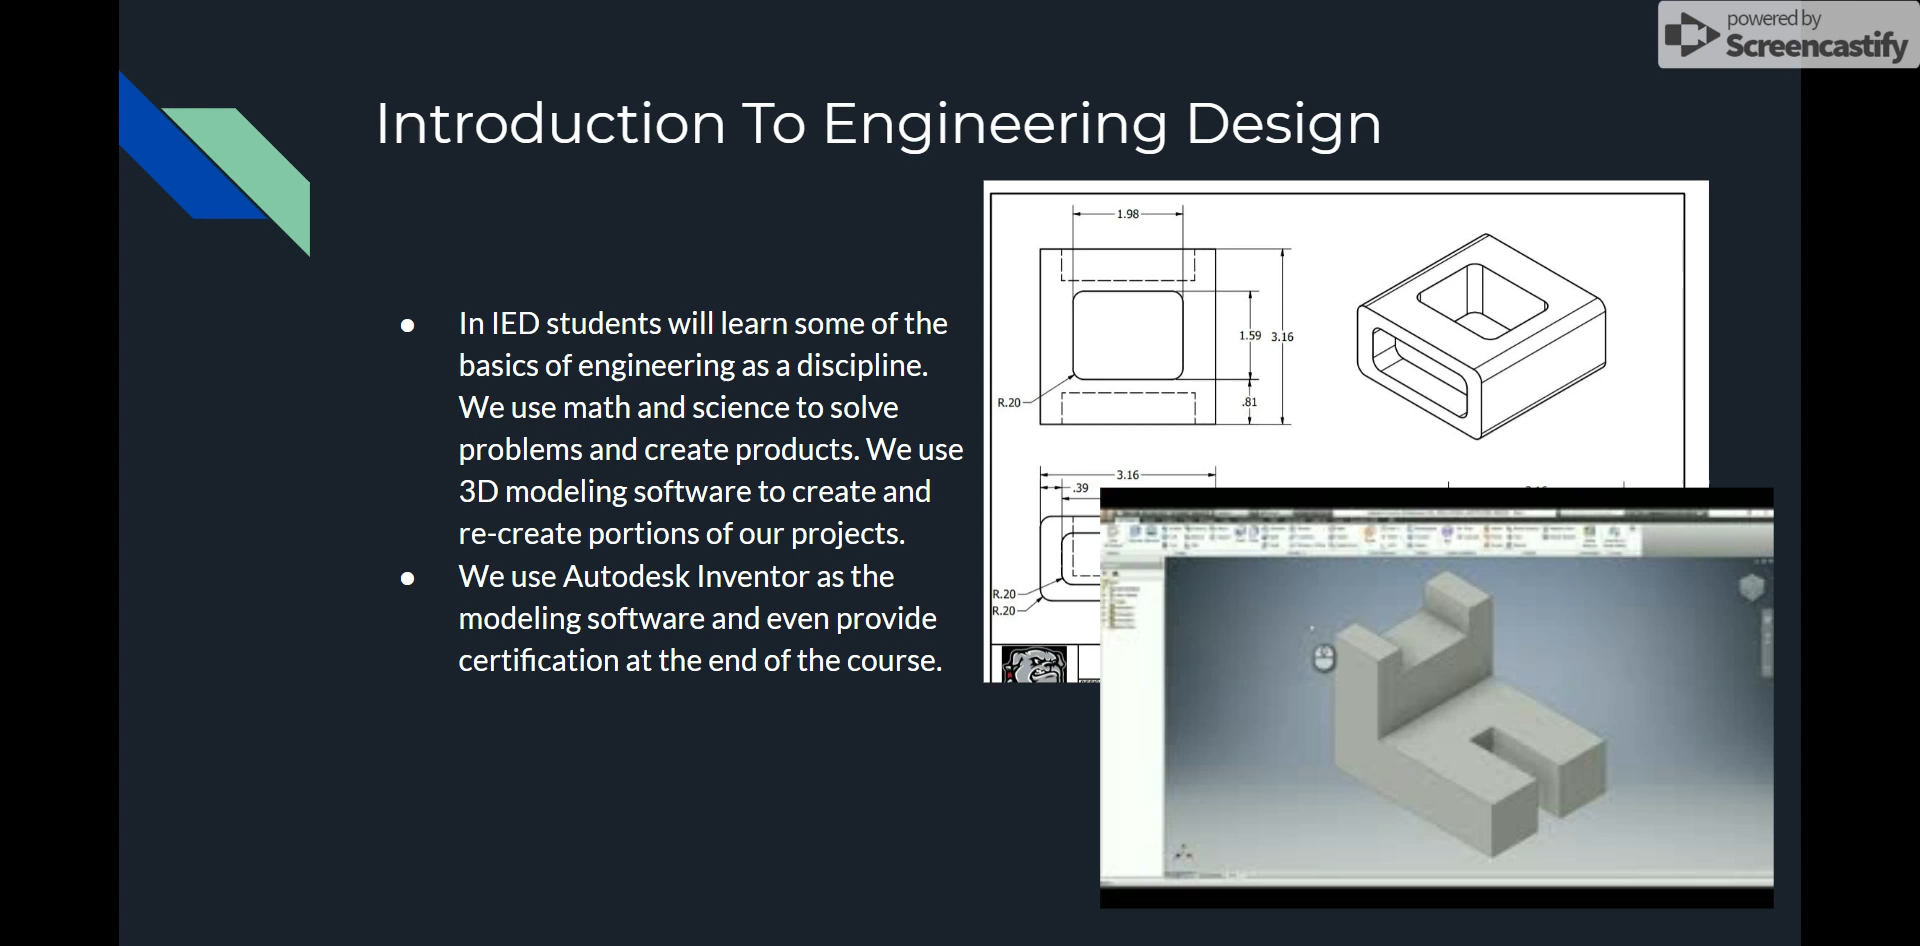 powered by
Screencastify
Introduction To Engineering Design
● In IED students will learn some of the
basics of engineering as a discipline.
We use math and science to solve
problems and create products. We use
3D modeling software to create and
re-create portions of our projects.
● We use Autodesk Inventor as the
modeling software and even provide
certification at the end of the course.
1.98
1.59 3.16
R.20
.81
3.16
.39
R.20
R.20